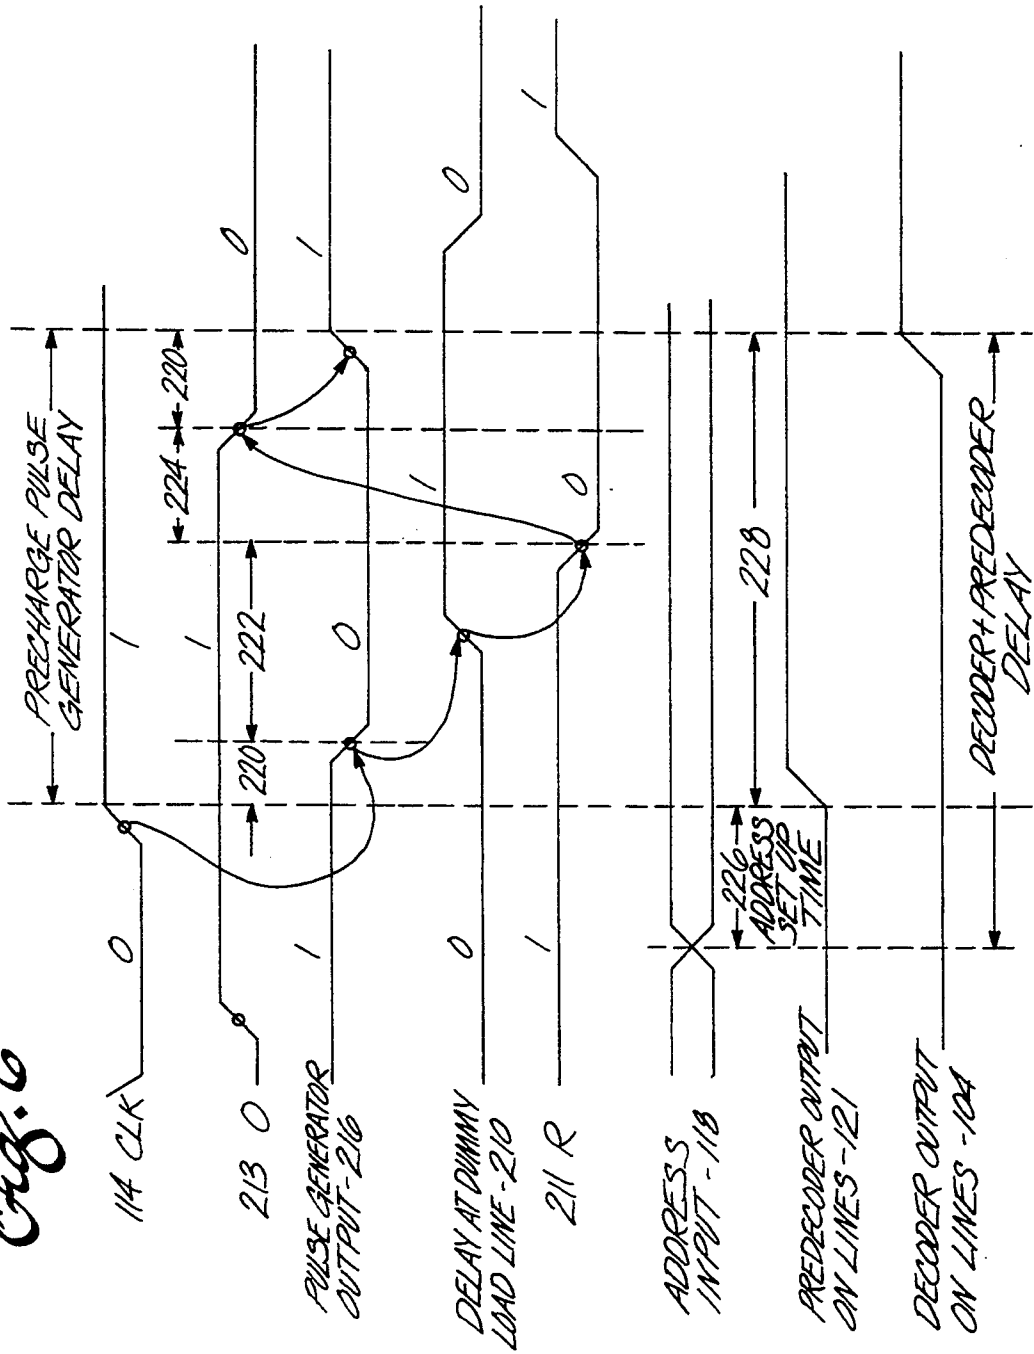 Fig. 6
PRECHARGE PULSE
GENERATOR DELAY
114 CLK
0
1
213 0
1
0
224
220
220
222
PULSE GENERATOR
OUTPUT-216
1
0
1
DELAY AT DUMMY
LOAD LINE-210
0
1
0
211 R
1
0
1
ADDRESS
INPUT-118
226
ADDRESS
SET UP
TIME
228
PREDECODER OUTPUT
ON LINES-121
DECODER OUTPUT
ON LINES-104
DECODER+PREDECODER
DELAY